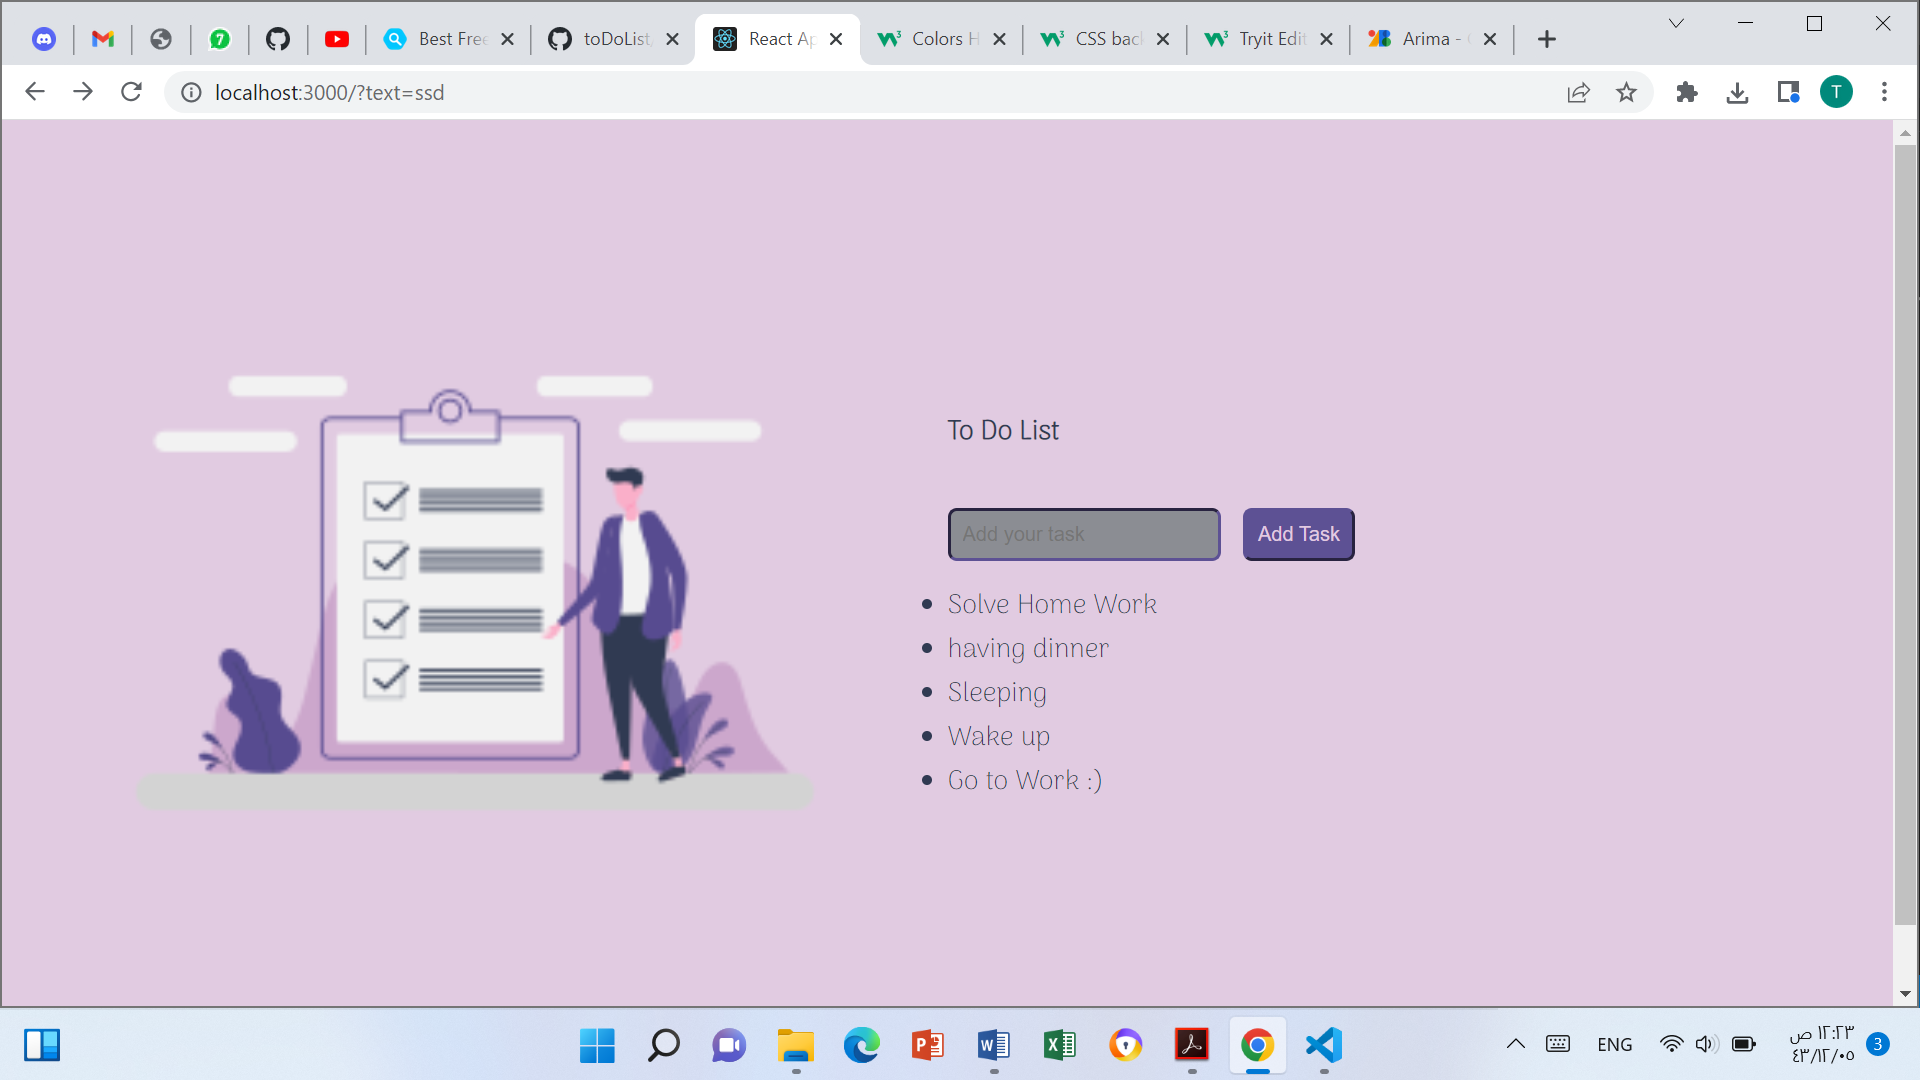 7
Best Free
toDoList
React Ap
Colors H
CSS bac
Tryit Edit
Arima -
localhost:3000/?text=ssd
T
To Do List
Add your task
Add Task
Solve Home Work
having dinner
Sleeping
Wake up
Go to Work :)
ENG
١٢:٢٣ ص
٤٣/١٢/٠٥
3